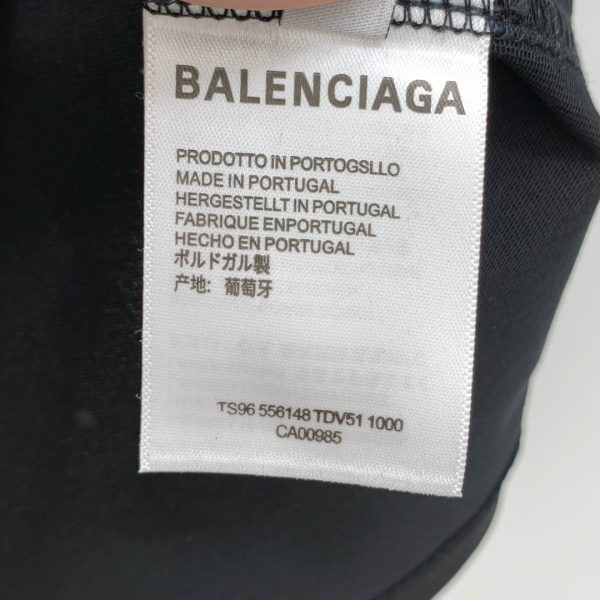 BALENCIAGA
PRODOTTO IN PORTOGSLLO
MADE IN PORTUGAL
HERGESTELLT IN PORTUGAL
FABRIQUE ENPORTUGAL
HECHO EN PORTUGAL
ポルドガル製
产地: 葡萄牙
TS96 556148 TDV51 1000
CA00985